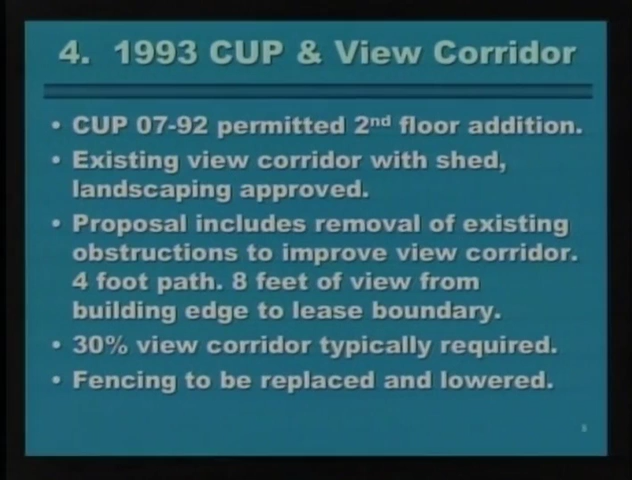 4. 1993 CUP & View Corridor
• CUP 07-92 permitted 2nd floor addition.
• Existing view corridor with shed,
landscaping approved.
• Proposal includes removal of existing
obstructions to improve view corridor.
4 foot path. 8 feet of view from
building edge to lease boundary.
• 30% view corridor typically required.
• Fencing to be replaced and lowered.